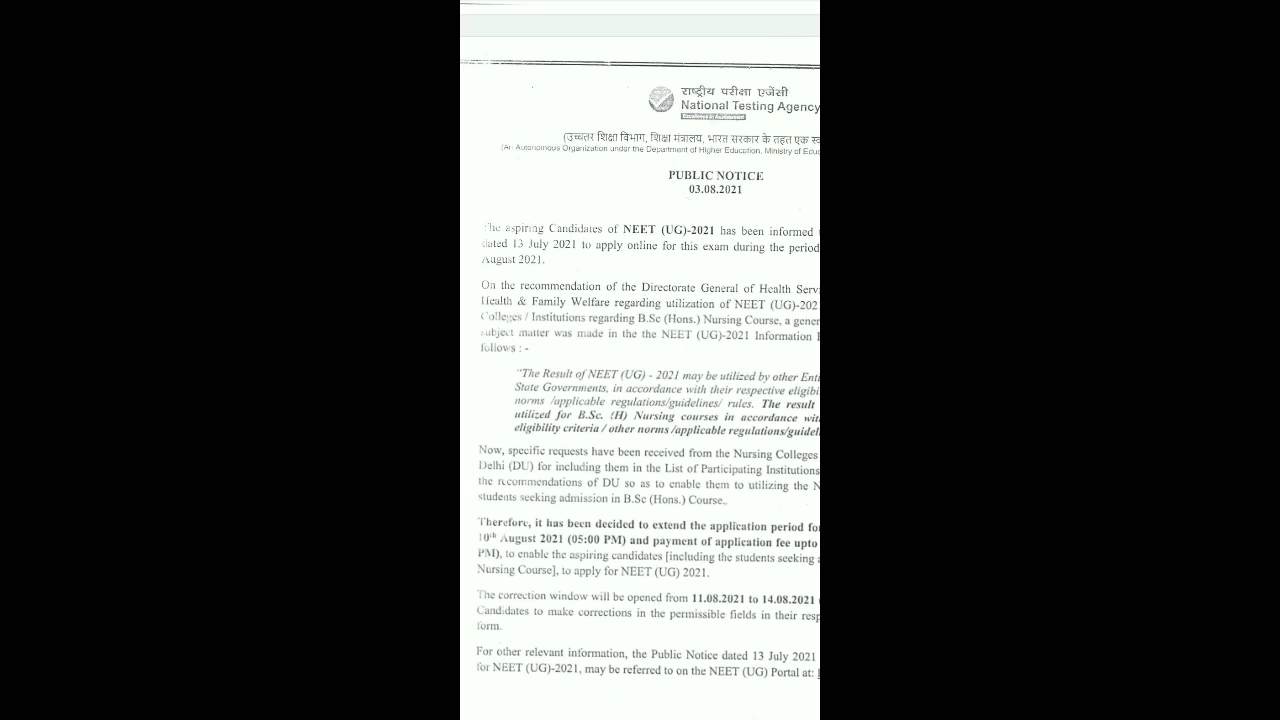 राष्ट्रीय परीक्षा एजेंसी
National Testing Agency
Excellence in Assessment
(उच्चतर शिक्षा विभाग, शिक्षा मंत्रालय, भारत सरकार के तहत एक
(An Autonomous Organization under the Department of Higher Education, Ministry of
PUBLIC NOTICE
03.08.2021
The aspiring Candidates of NEET (UG)-2021 has been informed
dated 13 July 2021 to apply online for this exam during the period
August 2021.
On the recommendation of the Directorate General of Health
Health & Family Welfare regarding utilization of NEET
Colleges / Institutions regarding B.Sc (Hons.) Nursing Course, a
subject matter was made in the the NEET (UG)-2021 Information
follows : -
"The Result of NEET (UG) - 2021 may be utilized by other
State Governments, in accordance with their respective
norms /applicable regulations/guidelines/ rules. The result
utilized for B.Sc. (H) Nursing courses in accordance
eligibility criteria / other norms /applicable
Now, specific requests have been received from the Nursing Colleges
Delhi (DU) for including them in the List of Participating Institutions
the recommendations of DU so as to enable them to utilizing the
students seeking admission in B.Sc (Hons.) Course.
Therefore, it has been decided to extend the application period
10th August 2021 (05:00 PM) and payment of application fee upto
PM), to enable the aspiring candidates [including the students seeking
Nursing Course], to apply for NEET (UG) 2021.
The correction window will be opened from 11.08.2021 to 14.08.2021
Candidates to make corrections in the permissible fields in their
form.
For other relevant information, the Public Notice dated 13 July 2021
for NEET (UG)-2021, may be referred to on the NEET (UG) Portal at: